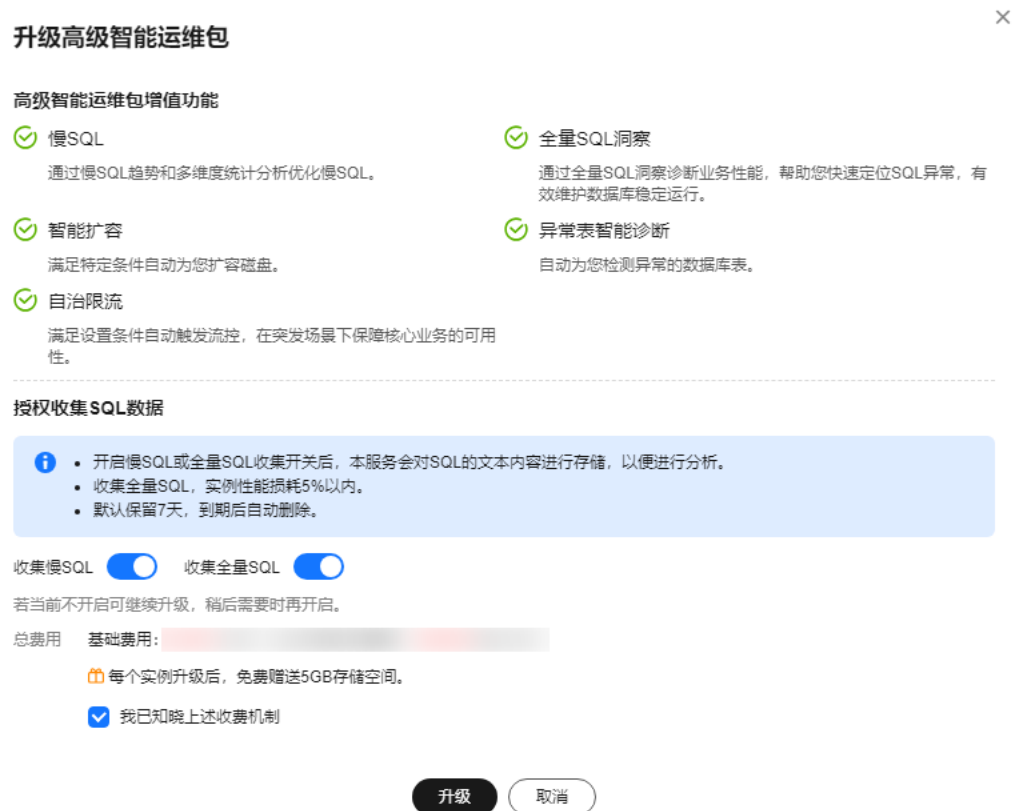 升级高级智能运维包
高级智能运维包增值功能
慢SQL
通过慢SQL趋势和多维度统计分析优化慢SQL。
全量SQL洞察
通过全量SQL洞察诊断业务性能，帮助您快速定位SQL异常，有
效维护数据库稳定运行。
智能扩容
满足特定条件自动为您扩容磁盘。
异常表智能诊断
自动为您检测异常的数据库表。
自治限流
满足设置条件自动触发流控，在突发场景下保障核心业务的可用
性。
授权收集SQL数据
• 开启慢SQL或全量SQL收集开关后，本服务会对SQL的文本内容进行存储，以便进行分析。
• 收集全量SQL，实例性能损耗5%以内。
• 默认保留7天，到期后自动删除。
收集慢SQL 收集全量SQL
若当前不开启可继续升级，稍后需要时再开启。
总费用 基础费用：
每个实例升级后，免费赠送5GB存储空间。
我已知晓上述收费机制
升级 取消